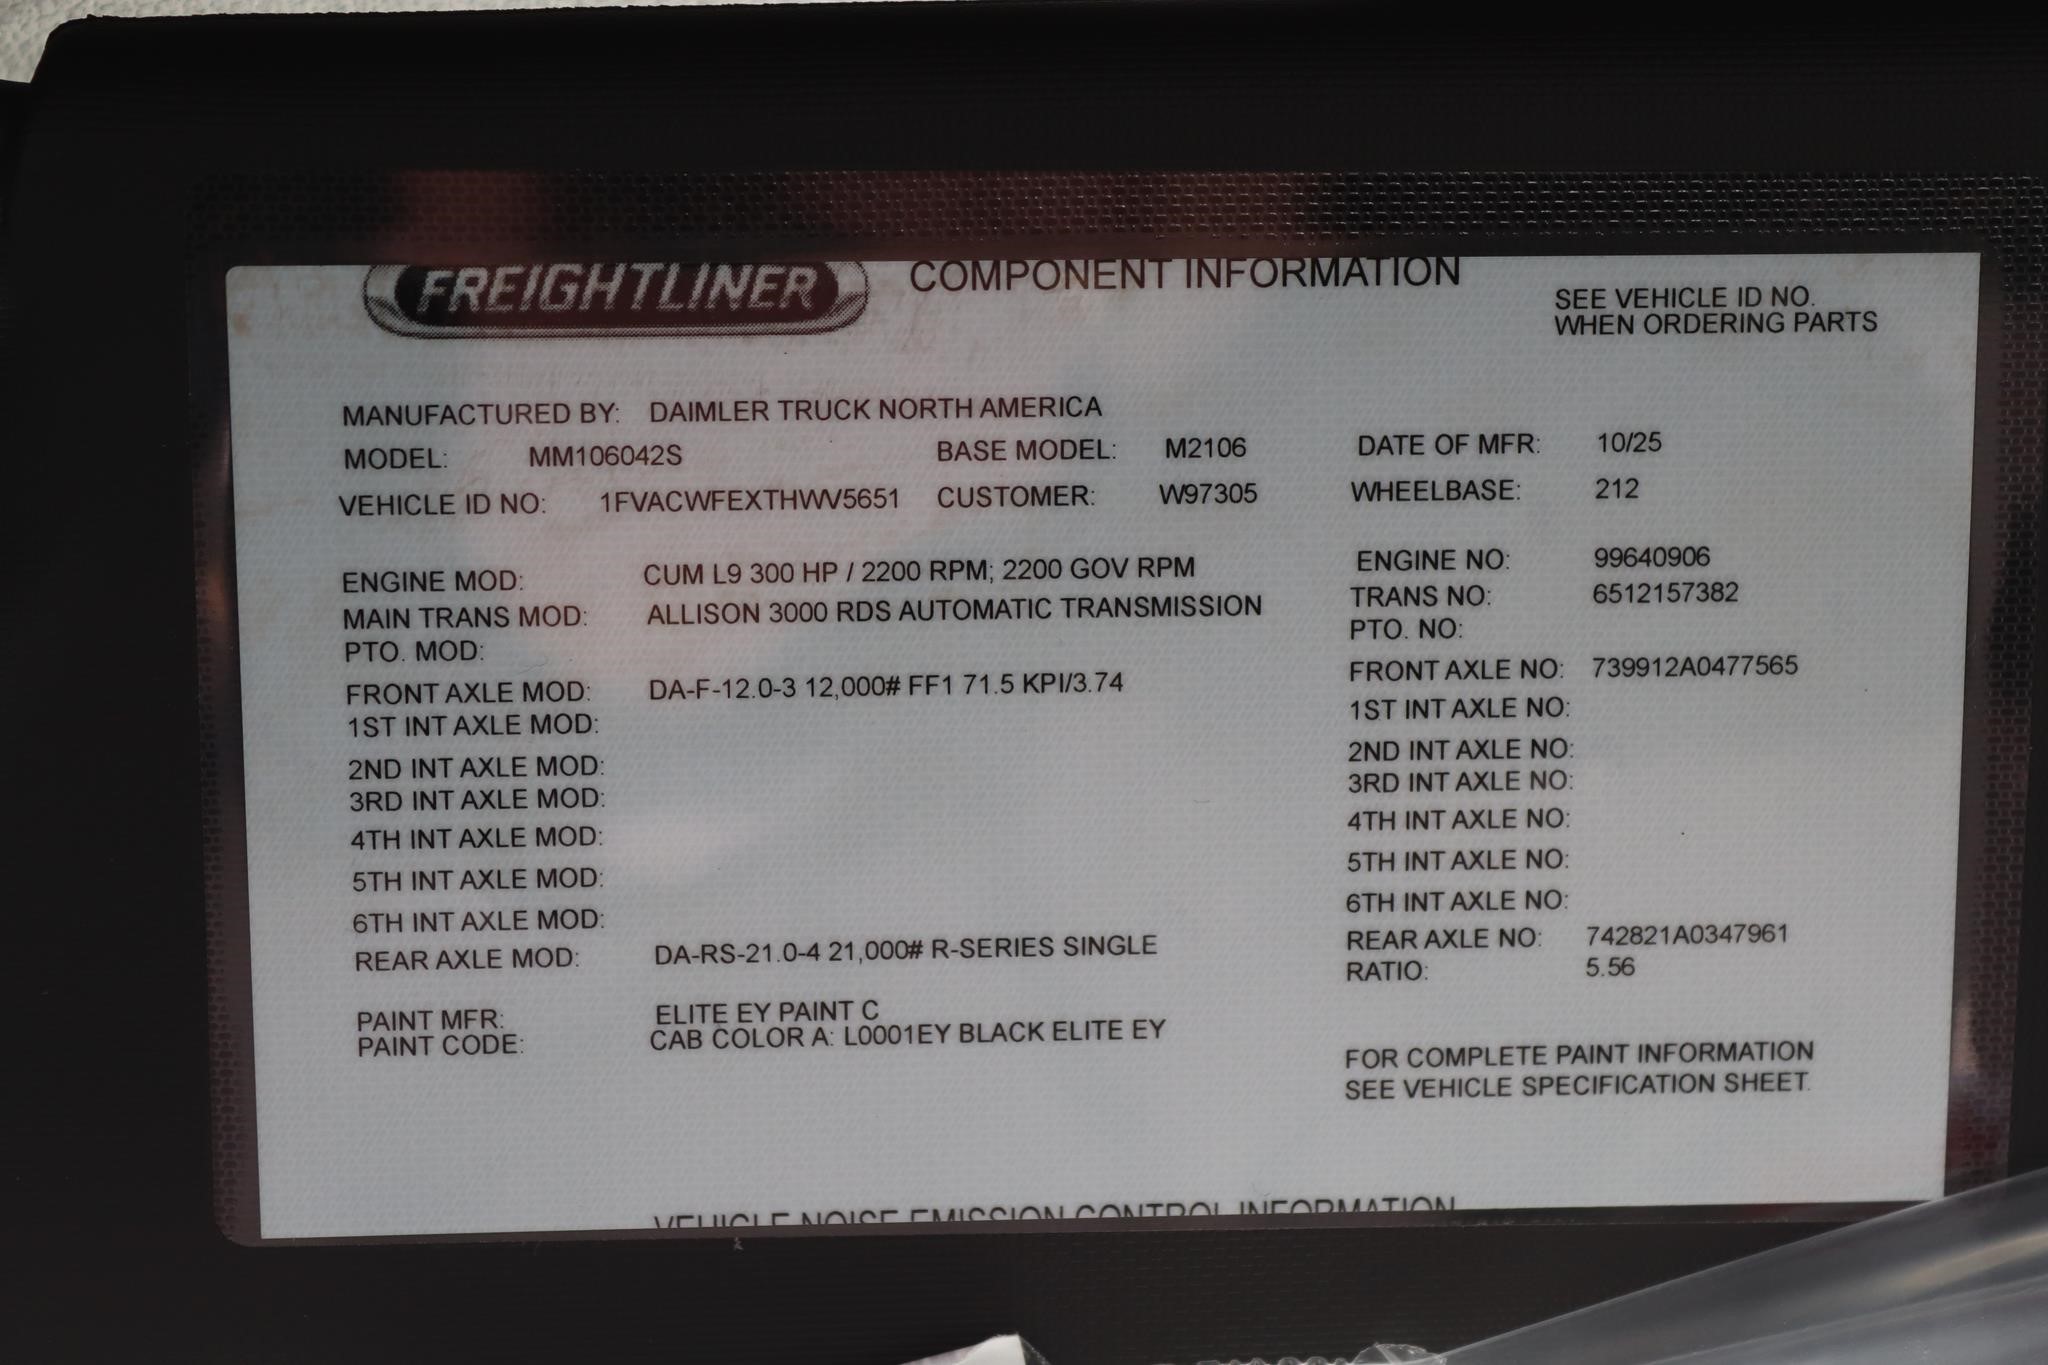 FREIGHTLINER COMPONENT INFORMATION
SEE VEHICLE ID NO.
WHEN ORDERING PARTS
MANUFACTURED BY: DAIMLER TRUCK NORTH AMERICA
MODEL: MM106042S BASE MODEL: M2106 DATE OF MFR: 10/25
VEHICLE ID NO: 1FVACWFEXTHWV5651 CUSTOMER: W97305 WHEELBASE: 212
ENGINE MOD: CUM L9 300 HP / 2200 RPM; 2200 GOV RPM ENGINE NO: 99640906
MAIN TRANS MOD: ALLISON 3000 RDS AUTOMATIC TRANSMISSION TRANS NO: 6512157382
PTO. MOD: PTO. NO:
FRONT AXLE MOD: DA-F-12.0-3 12,000# FF1 71.5 KPI/3.74 FRONT AXLE NO: 739912A0477565
1ST INT AXLE MOD: 1ST INT AXLE NO:
2ND INT AXLE MOD: 2ND INT AXLE NO:
3RD INT AXLE MOD: 3RD INT AXLE NO:
4TH INT AXLE MOD: 4TH INT AXLE NO:
5TH INT AXLE MOD: 5TH INT AXLE NO:
6TH INT AXLE MOD: 6TH INT AXLE NO:
REAR AXLE MOD: DA-RS-21.0-4 21,000# R-SERIES SINGLE REAR AXLE NO: 742821A0347961
RATIO: 5.56
PAINT MFR: ELITE EY PAINT C
PAINT CODE: CAB COLOR A: L0001EY BLACK ELITE EY
FOR COMPLETE PAINT INFORMATION
SEE VEHICLE SPECIFICATION SHEET.
VEHICLE NOISE EMISSION CONTROL INFORMATION